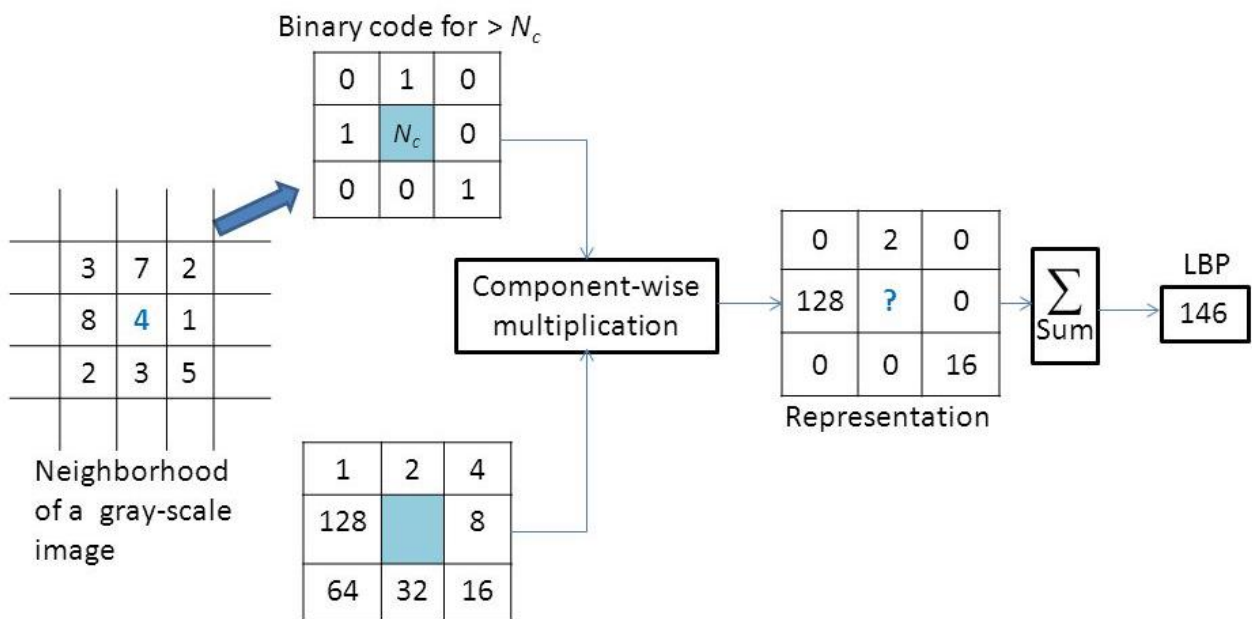 Binary code for > Nc
0 1 0
1 Nc 0
0 0 1
3 7 2
8 4 1
2 3 5
Neighborhood
of a gray-scale
image
1 2 4
128 8
64 32 16
Component-wise
multiplication
0 2 0
128 ? 0
0 0 16
Representation
∑
Sum
LBP
146